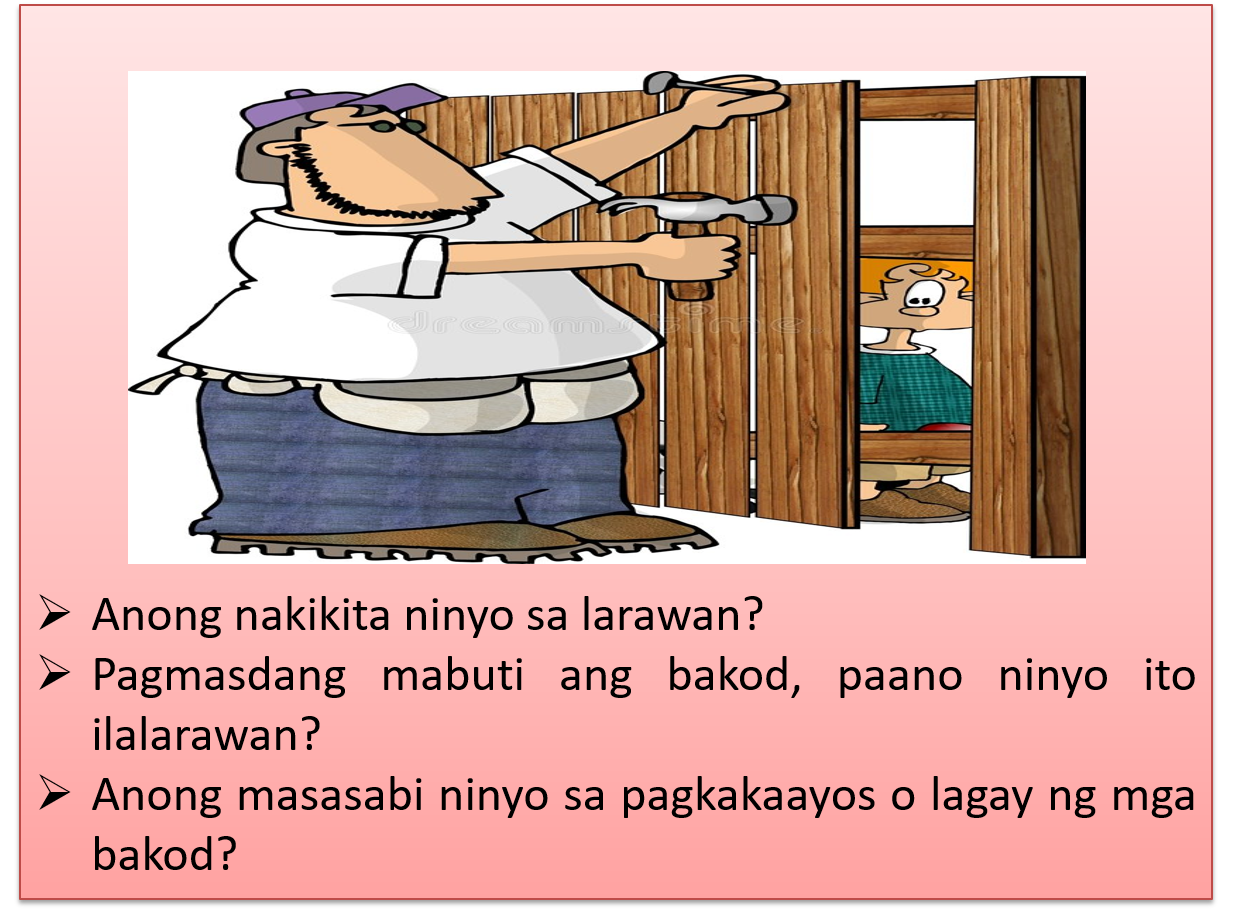 dreamstime
➢ Anong nakikita ninyo sa larawan?
➢ Pagmasdang mabuti ang bakod, paano ninyo ito
ilalarawan?
➢ Anong masasabi ninyo sa pagkakaayos o lagay ng mga
bakod?